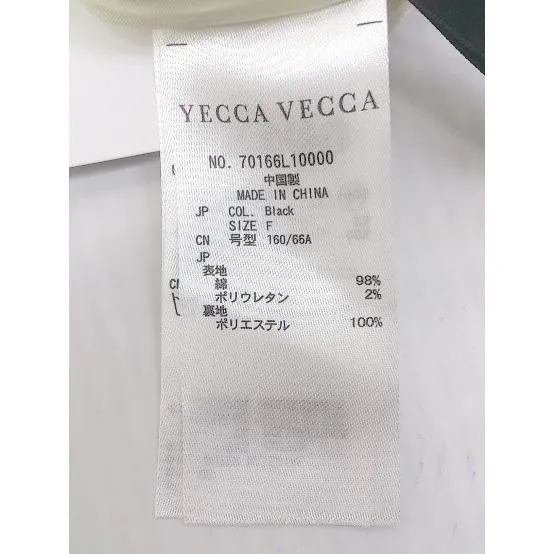 YECCA VECCA
NO. 70166L10000
中国製
MADE IN CHINA
JP COL. Black
SIZE F
CN 号型 160/66A
JP
表地
綿 98%
ポリウレタン 2%
裏地
ポリエステル 100%